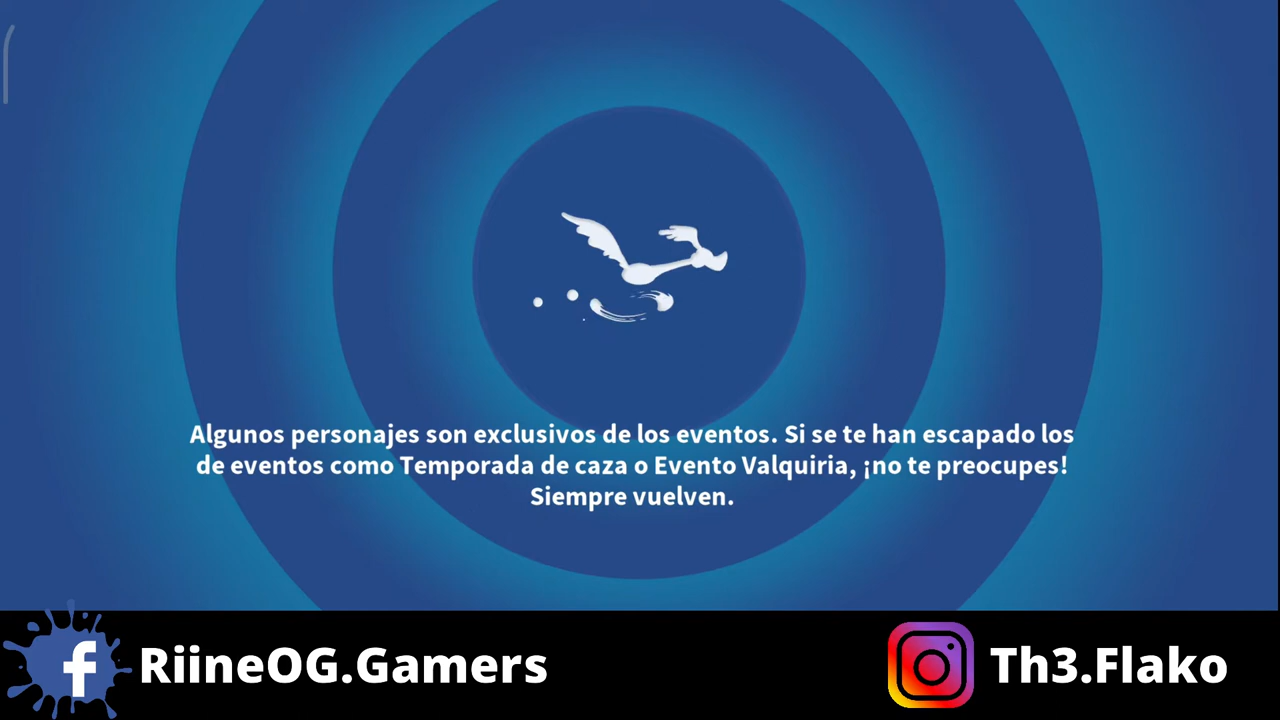 Algunos personajes son exclusivos de los eventos. Si se te han escapado los
de eventos como Temporada de caza o Evento Valquiria, ¡no te preocupes!
Siempre vuelven.
RiineOG.Gamers
Th3.Flako